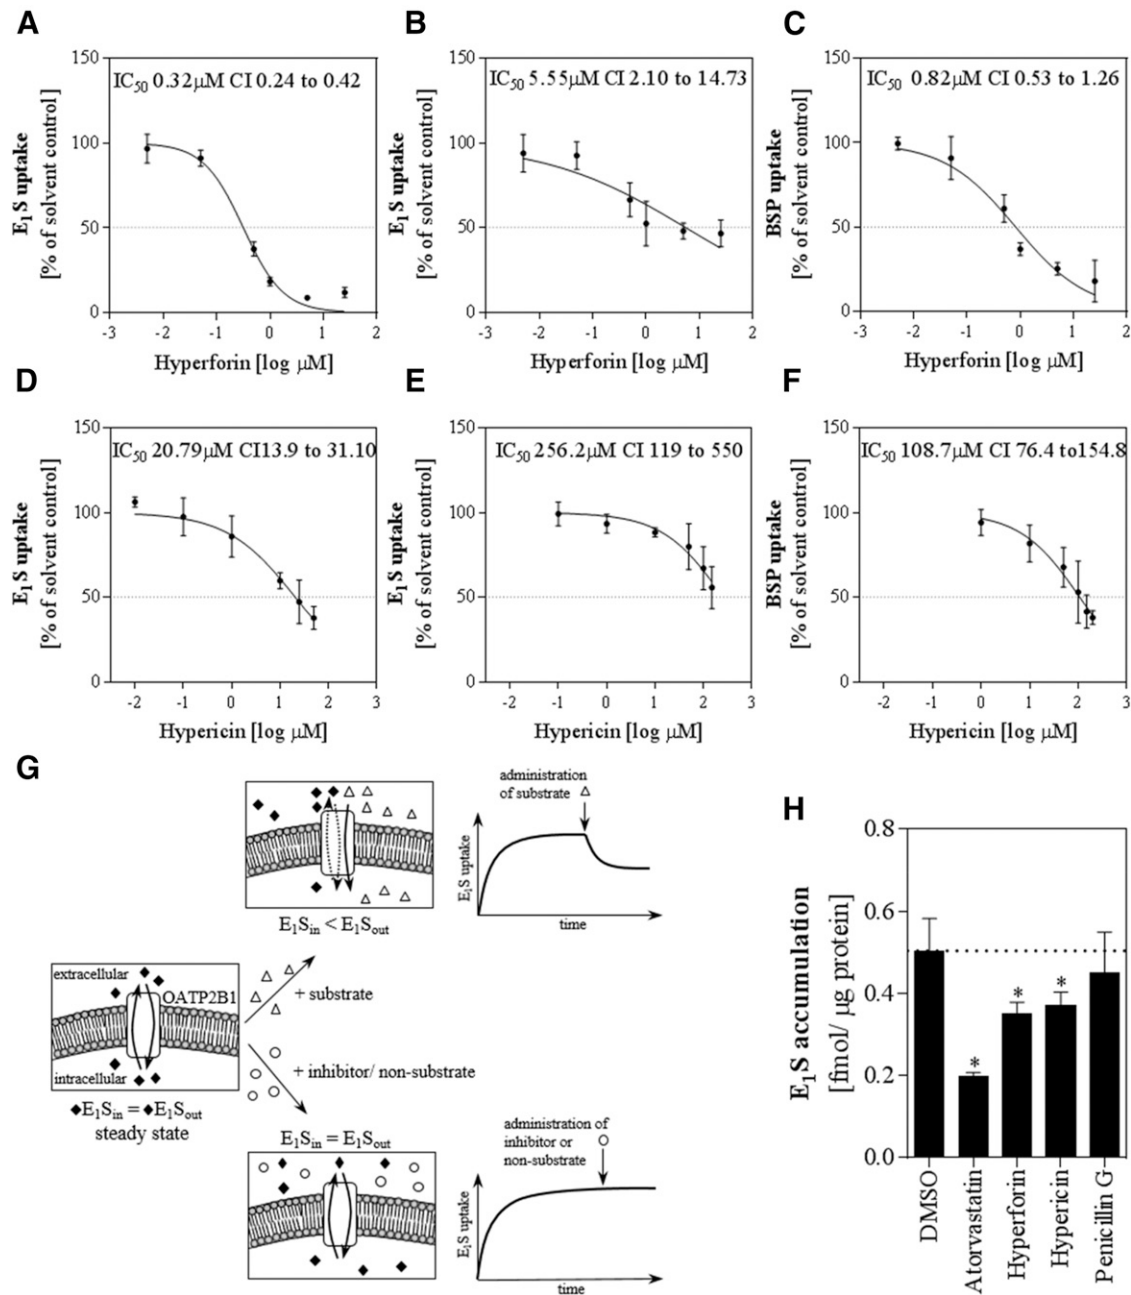 A
IC50 0.32μM CI 0.24 to 0.42
E1S uptake
[% of solvent control]
150
100
50
0
-3 -2 -1 0 1 2
Hyperforin [log μM]
B
IC50 5.55μM CI 2.10 to 14.73
E1S uptake
[% of solvent control]
150
100
50
0
-3 -2 -1 0 1 2
Hyperforin [log μM]
C
IC50 0.82μM CI 0.53 to 1.26
BSP uptake
[% of solvent control]
150
100
50
0
-3 -2 -1 0 1 2
Hyperforin [log μM]
D
IC50 20.79μM CI13.9 to 31.10
E1S uptake
[% of solvent control]
150
100
50
0
-2 -1 0 1 2 3
Hypericin [log μM]
E
IC50 256.2μM CI 119 to 550
E1S uptake
[% of solvent control]
150
100
50
0
-2 -1 0 1 2 3
Hypericin [log μM]
F
IC50 108.7μM CI 76.4 to154.8
BSP uptake
[% of solvent control]
150
100
50
0
-2 -1 0 1 2 3
Hypericin [log μM]
G
E1Sin < E1Sout
administration
of substrate
E1S uptake
time
extracellular
OATP2B1
intracellular
E1Sin = E1Sout
steady state
+ substrate
+ inhibitor/ non-substrate
E1Sin = E1Sout
administration of
inhibitor or
non-substrate
E1S uptake
time
H
E1S accumulation
[fmol/ μg protein]
0.8
0.6
0.4
0.2
0.0
*
*
*
DMSO
Atorvastatin
Hyperforin
Hypericin
Penicillin G